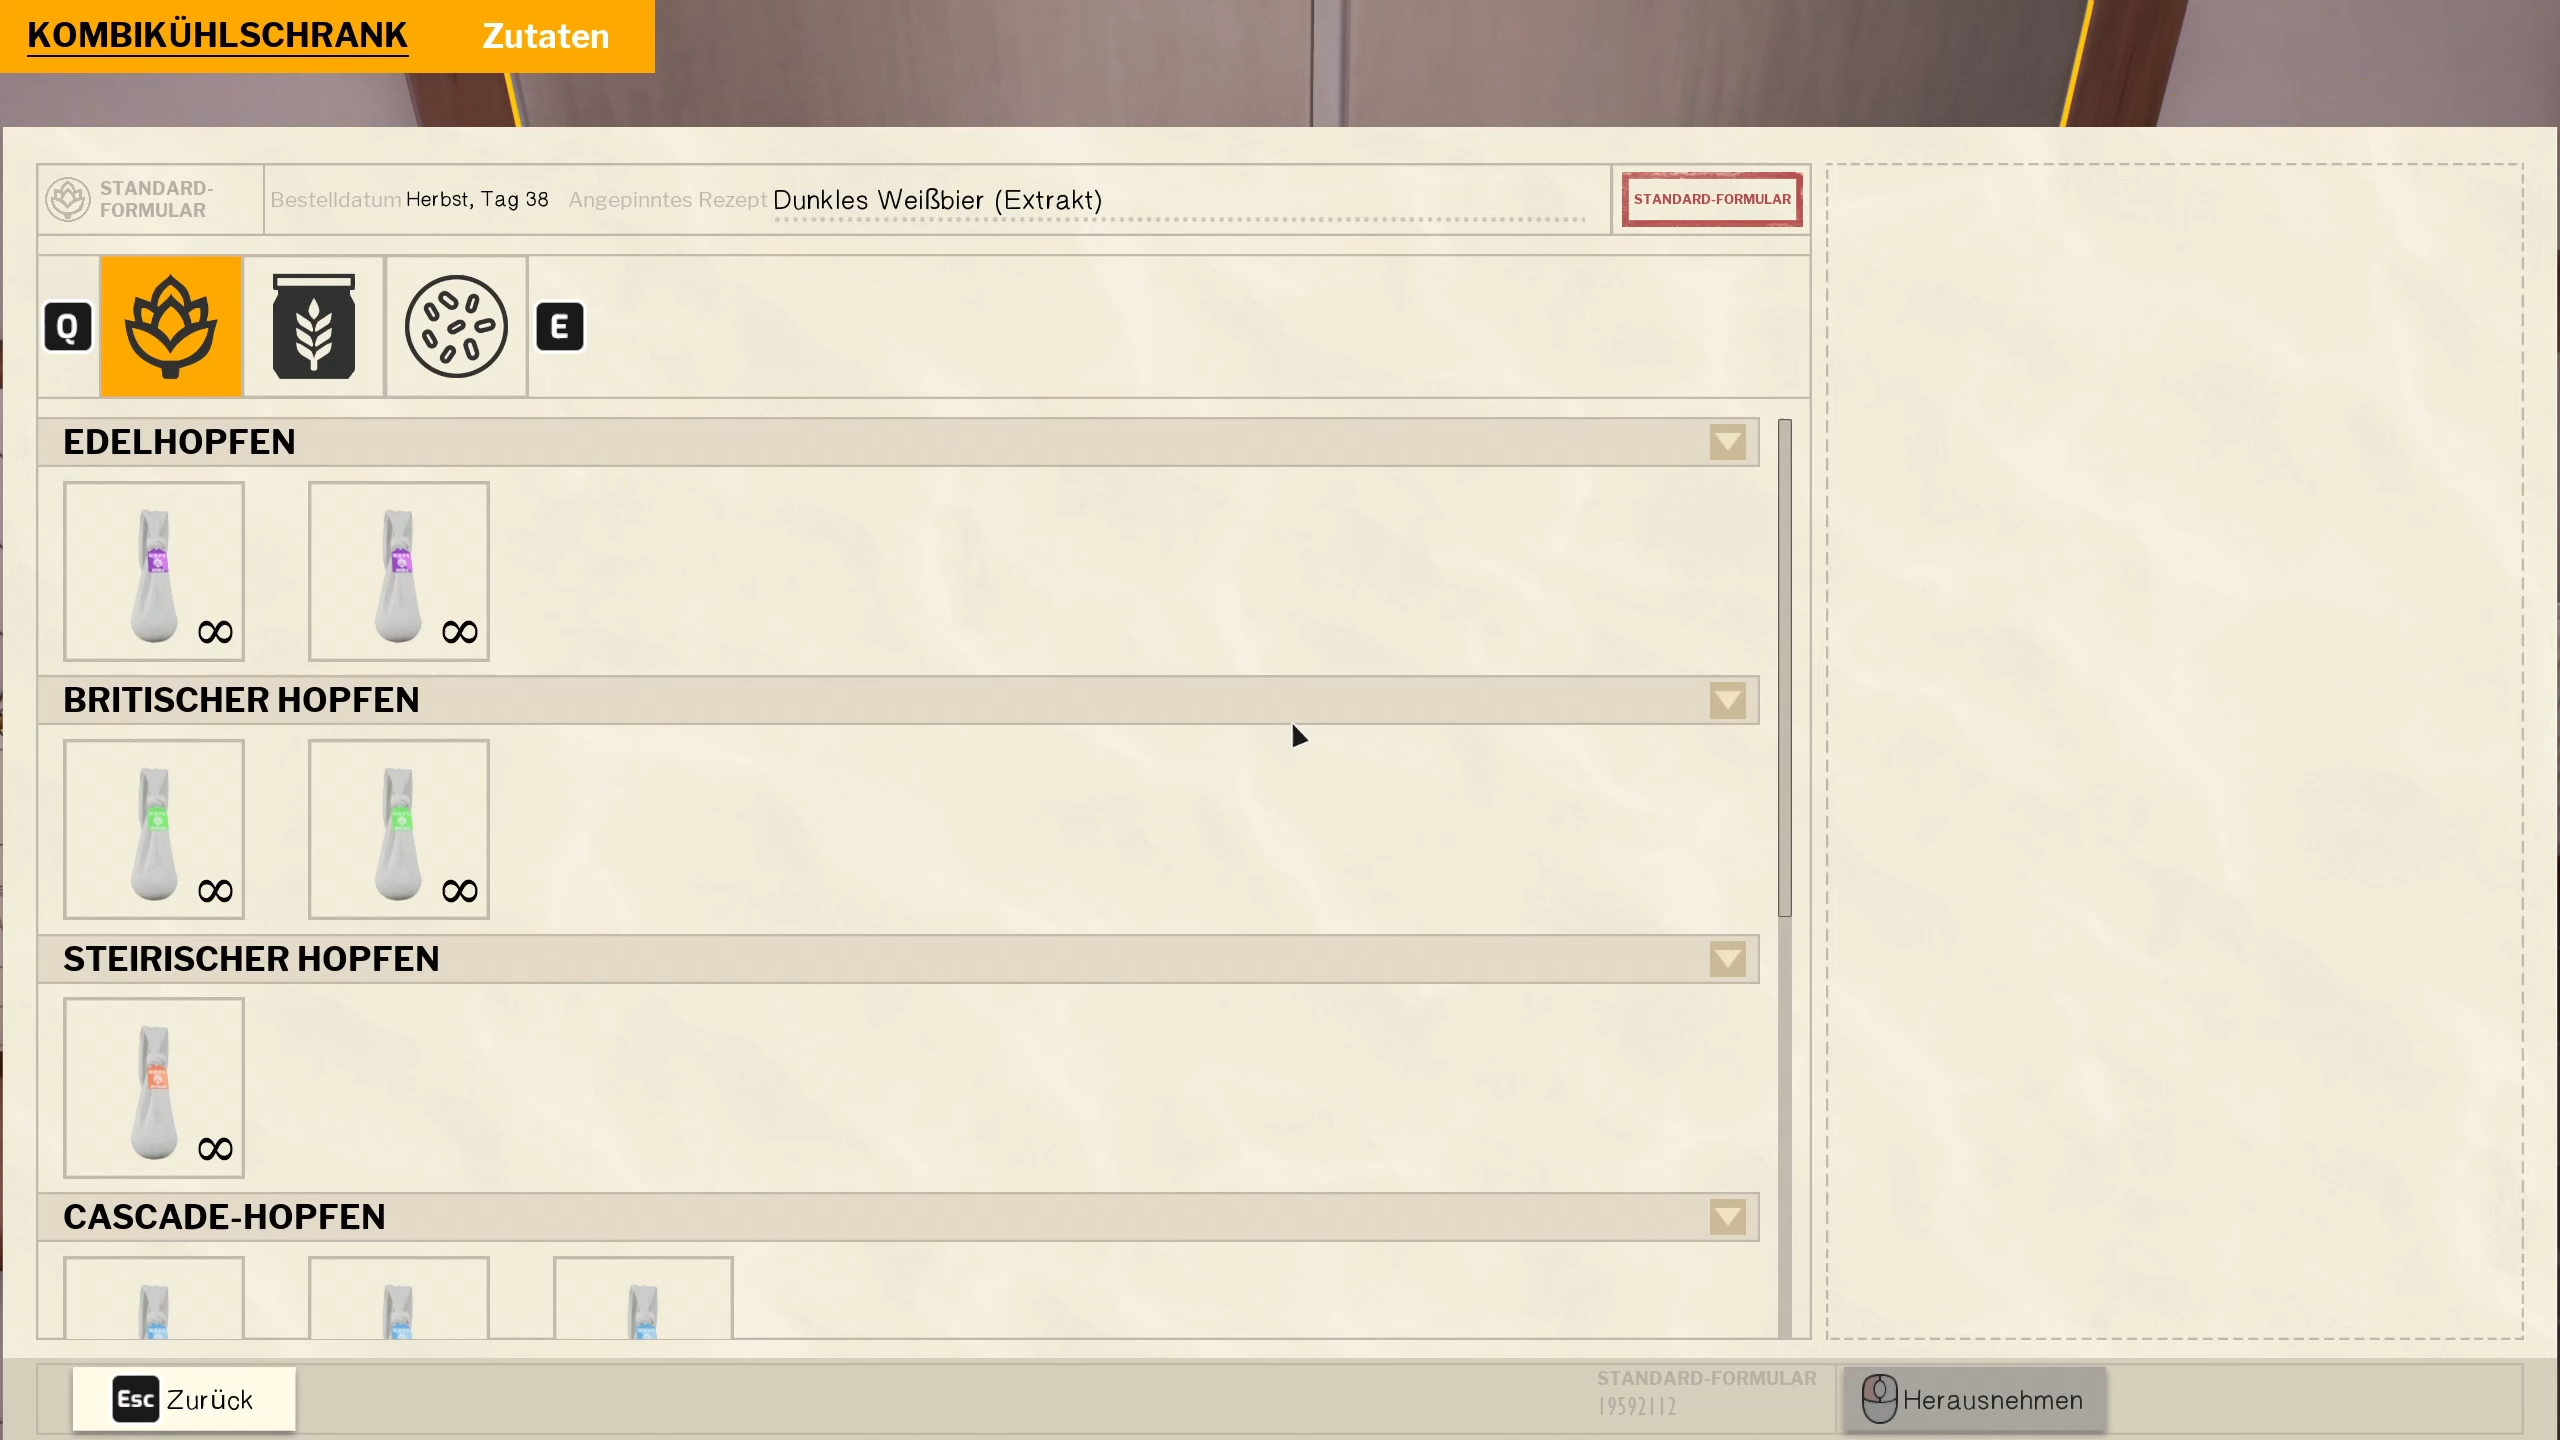 KOMBIKÜHLSCHRANK Zutaten
STANDARD-
FORMULAR
Bestelldatum Herbst, Tag 38 Angepinntes Rezept Dunkles Weißbier (Extrakt)
STANDARD-FORMULAR
Q E
EDELHOPFEN
∞ ∞
BRITISCHER HOPFEN
∞ ∞
STEIRISCHER HOPFEN
∞
CASCADE-HOPFEN
Esc Zurück
STANDARD-FORMULAR
19592112
Herausnehmen